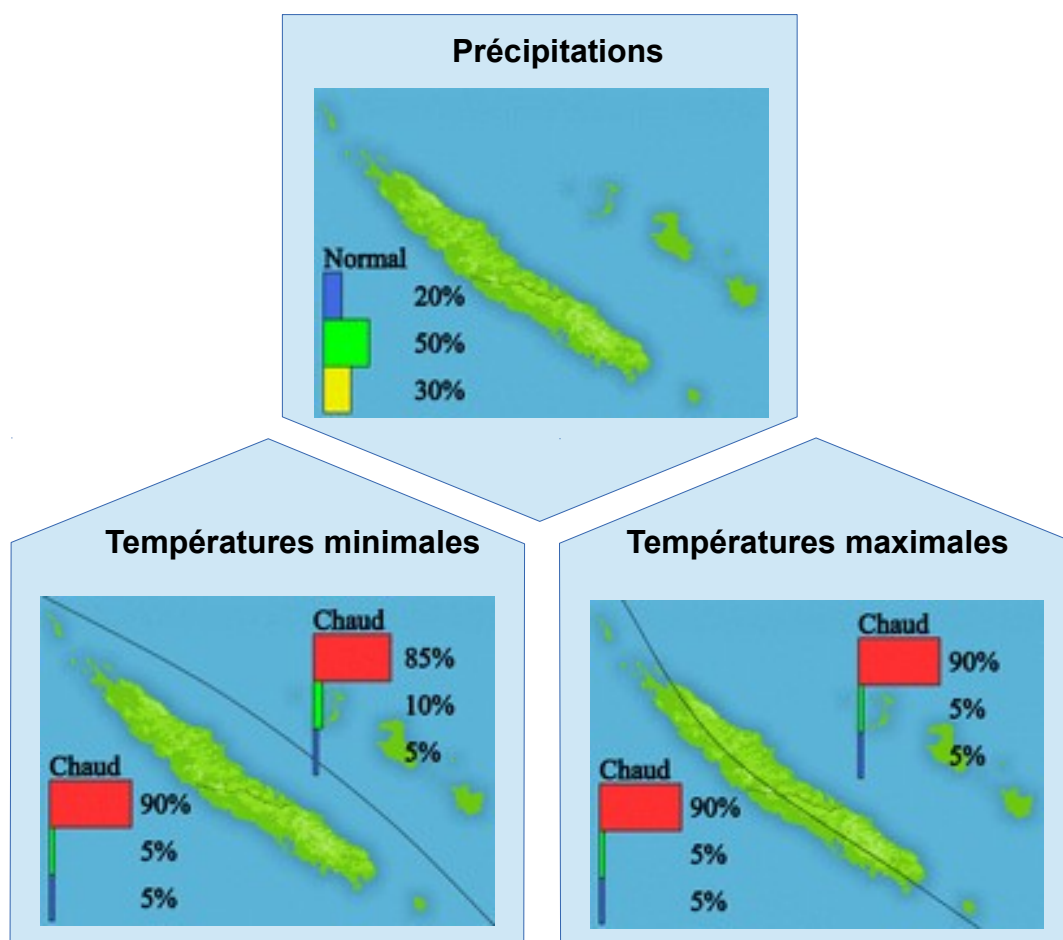 Précipitations
Normal
20%
50%
30%
Températures minimales
Chaud
85%
10%
5%
Chaud
90%
5%
5%
Températures maximales
Chaud
90%
5%
5%
Chaud
90%
5%
5%